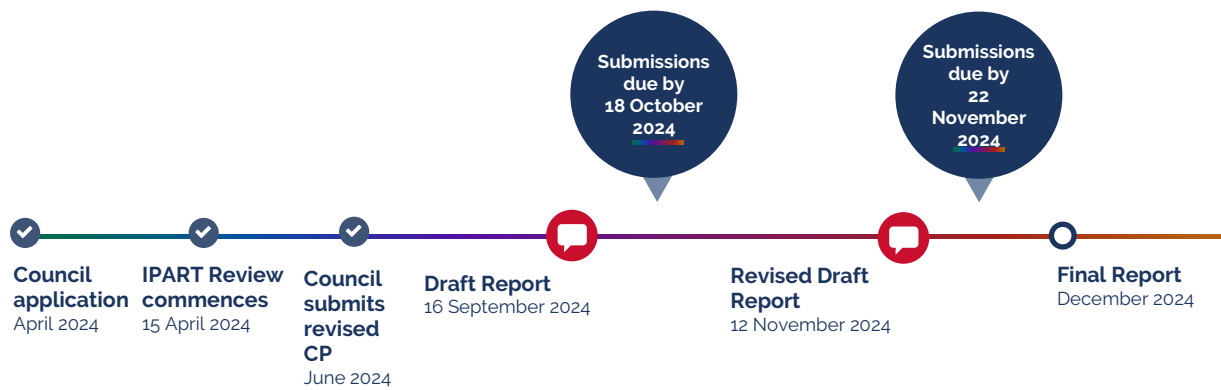 Submissions
due by
18 October
2024
Submissions
due by
22
November
2024
Council
application
April 2024
IPART Review
commences
15 April 2024
Council
submits
revised
CP
June 2024
Draft Report
16 September 2024
Revised Draft
Report
12 November 2024
Final Report
December 2024